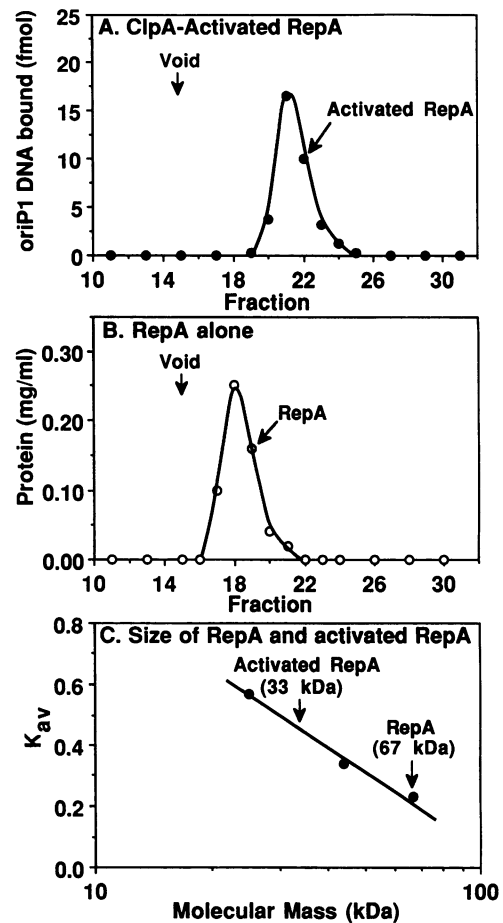 A. ClpA-Activated RepA
Void
Activated RepA
oriP1 DNA bound (fmol)
25
20
15
10
5
0
10 14 18 22 26 30
Fraction
B. RepA alone
Void
RepA
Protein (mg/ml)
0.30
0.20
0.10
0.00
10 14 18 22 26 30
Fraction
C. Size of RepA and activated RepA
Activated RepA
(33 kDa)
RepA
(67 kDa)
Kav
0.8
0.6
0.4
0.2
0.0
10 100
Molecular Mass (kDa)